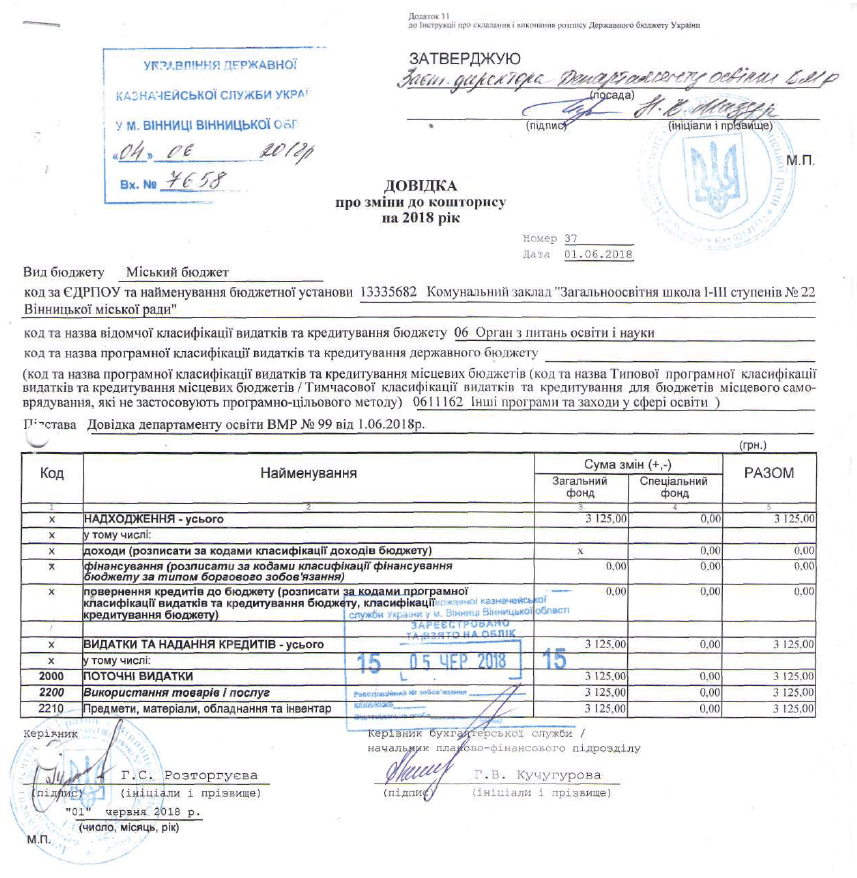 Додаток 11
до Інструкції про складання і виконання розпису Державного бюджету України
УПРАВЛІННЯ ДЕРЖАВНОЇ
КАЗНАЧЕЙСЬКОЇ СЛУЖБИ УКРАЇ
У М. ВІННИЦІ ВІННИЦЬКОЇ ОБЛ
«04» 06 2018р
Вх. № 7658
ЗАТВЕРДЖУЮ
Заст. директора Департаменту освіти ВМР
(посада)
(підпис) (ініціали і прізвище)
М.П.
ДОВІДКА
про зміни до кошторису
на 2018 рік
Номер 37
Дата 01.06.2018
Вид бюджету Міський бюджет
код за ЄДРПОУ та найменування бюджетної установи 13335682 Комунальний заклад "Загальноосвітня школа І-ІІІ ступенів № 22
Вінницької міської ради"
код та назва відомчої класифікації видатків та кредитування бюджету 06 Орган з питань освіти і науки
код та назва програмної класифікації видатків та кредитування державного бюджету
(код та назва програмної класифікації видатків та кредитування місцевих бюджетів (код та назва Типової програмної класифікації
видатків та кредитування місцевих бюджетів / Тимчасової класифікації видатків та кредитування для бюджетів місцевого само-
врядування, які не застосовують програмно-цільового методу) 0611162 Інші програми та заходи у сфері освіти )
Підстава Довідка департаменту освіти ВМР № 99 від 1.06.2018р.
(грн.)
Код Найменування Сума змін (+,-) РАЗОМ
Загальний фонд Спеціальний фонд
1 2 3 4 5
х НАДХОДЖЕННЯ - усього 3 125,00 0,00 3 125,00
х у тому числі:
х доходи (розписати за кодами класифікації доходів бюджету) х 0,00 0,00
х фінансування (розписати за кодами класифікації фінансування 0,00 0,00 0,00
бюджету за типом боргового зобов'язання)
х повернення кредитів до бюджету (розписати за кодами програмної 0,00 0,00 0,00
класифікації видатків та кредитування бюджету, класифікації
кредитування бюджету)
державної казначейської
служби України у м. Вінниці Вінницької області
ЗАРЕЄСТРОВАНО
ТА ВЗЯТО НА ОБЛІК
х ВИДАТКИ ТА НАДАННЯ КРЕДИТІВ - усього 3 125,00 0,00 3 125,00
х у тому числі:
15 05 ЧЕР 2018 15
2000 ПОТОЧНІ ВИДАТКИ 3 125,00 0,00 3 125,00
2200 Використання товарів і послуг 3 125,00 0,00 3 125,00
Реєстраційний № зобов'язання
2210 Предмети, матеріали, обладнання та інвентар 3 125,00 0,00 3 125,00
Керівник
Керівник бухгалтерської служби /
начальник планово-фінансового підрозділу
Г.С. Розторгуєва Г.В. Кучугурова
(підпис) (ініціали і прізвище) (підпис) (ініціали і прізвище)
"01" червня 2018 р.
(число, місяць, рік)
М.П.